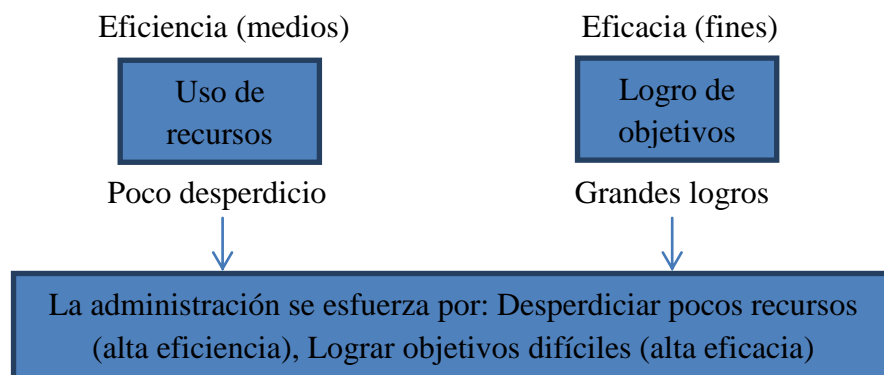 Eficiencia (medios)
Eficacia (fines)
Uso de
recursos
Logro de
objetivos
Poco desperdicio
Grandes logros
La administración se esfuerza por: Desperdiciar pocos recursos
(alta eficiencia), Lograr objetivos difíciles (alta eficacia)